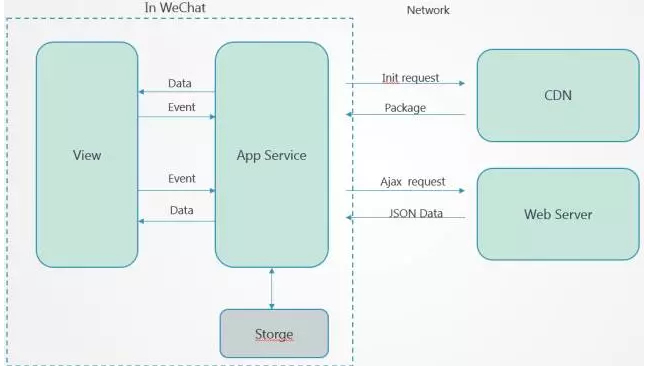 In WeChat
Network
Data
Init request
CDN
Event
Package
View
App Service
Event
Ajax request
Data
JSON Data
Web Server
Storge